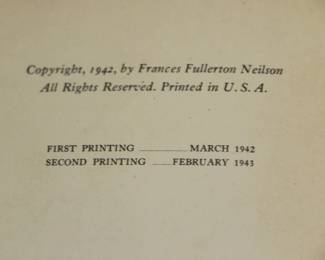 Copyright, 1942, by Frances Fullerton Neilson
All Rights Reserved. Printed in U. S. A.
FIRST PRINTING MARCH 1942
SECOND PRINTING FEBRUARY 1943